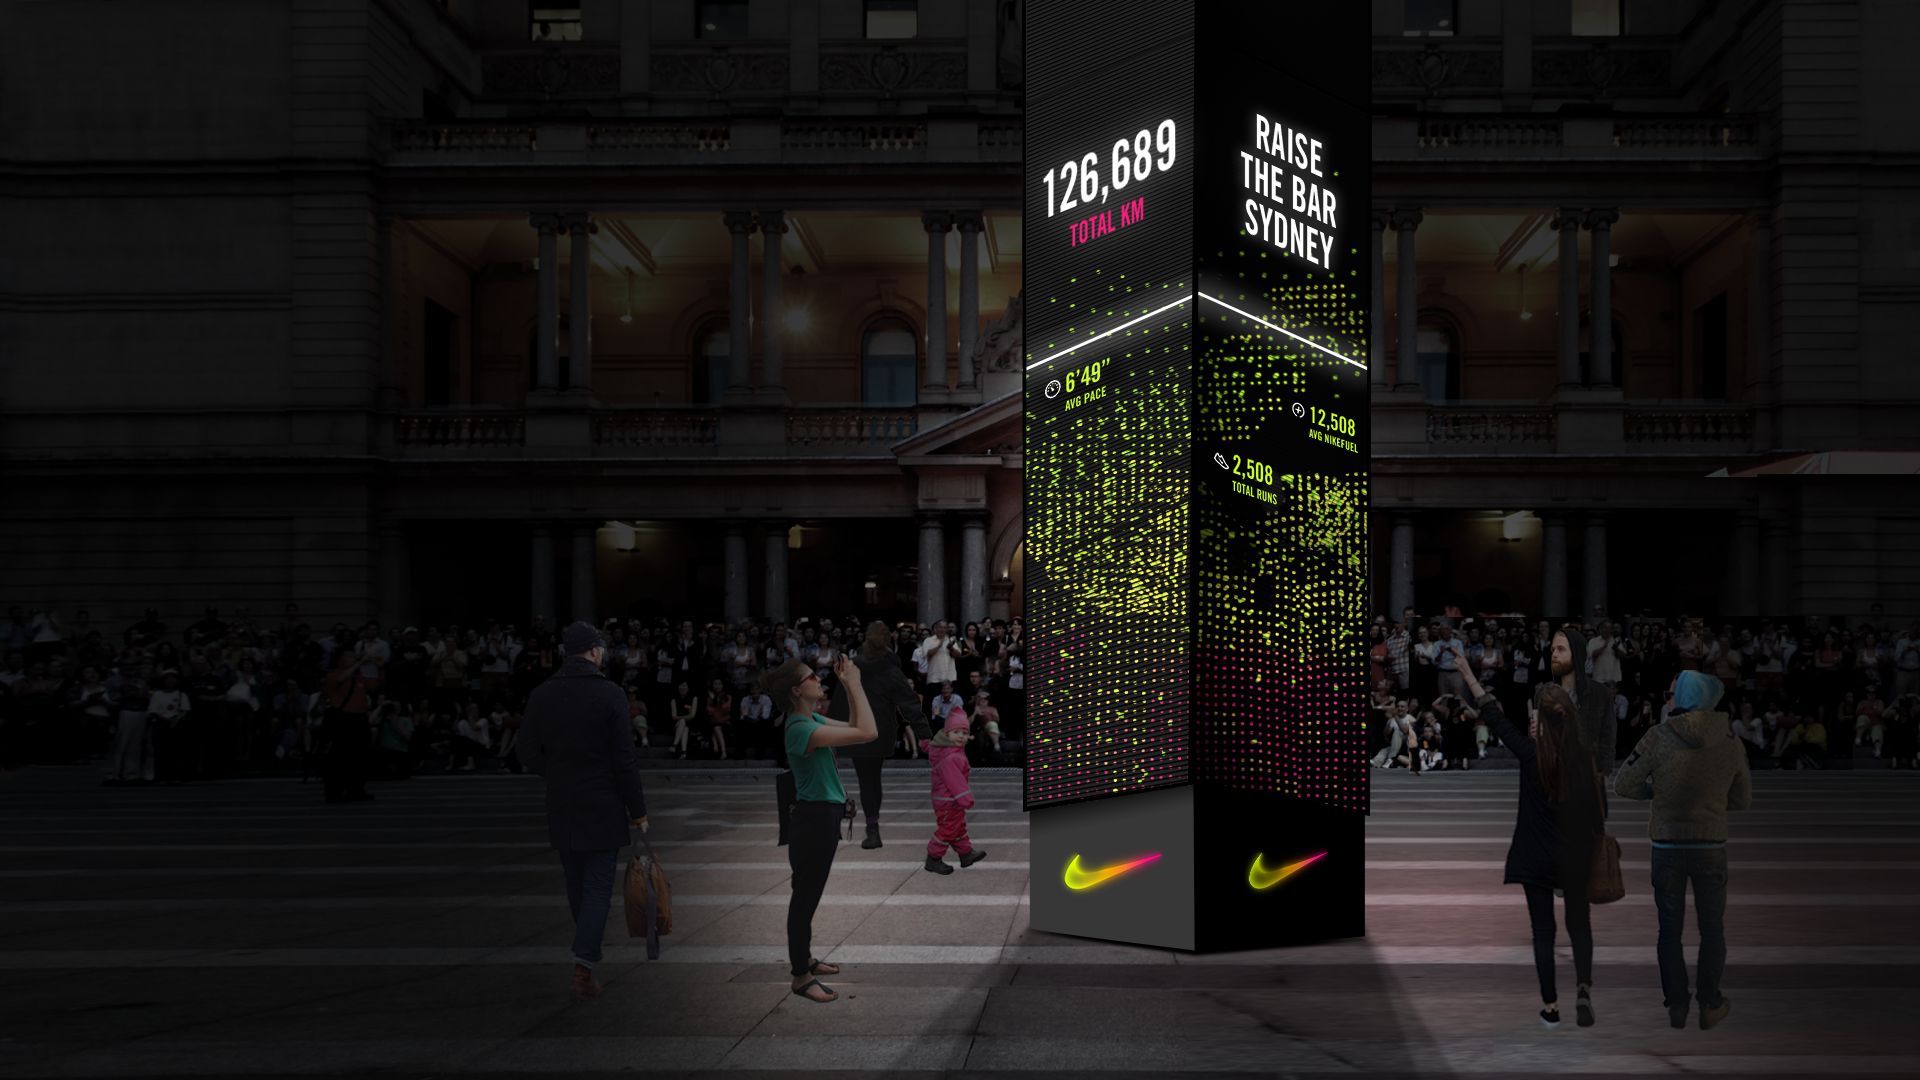 126,689
TOTAL KM
6'49''
AVG PACE
RAISE
THE BAR
SYDNEY
12,508
AVG NIKEFUEL
2,508
TOTAL RUNS